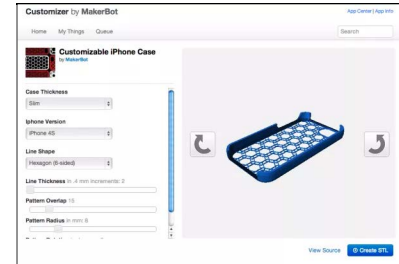 Customizer by MakerBot
App Center | App Info
Home My Things Queue
Search
Customizable iPhone Case
by MakerBot
Case Thickness
Slim
Iphone Version
iPhone 4S
Line Shape
Hexagon (6-sided)
Line Thickness in .4 mm increments: 2
Pattern Overlap 15
Pattern Radius in mm: 8
View Source
Create STL